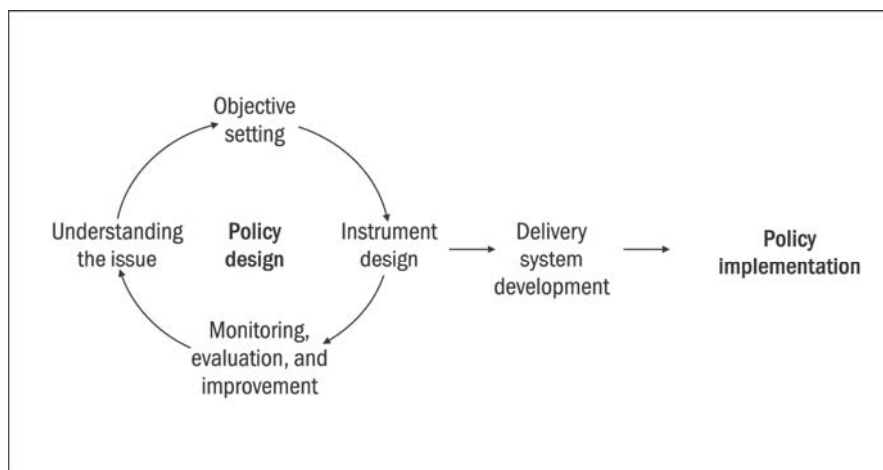 Objective
setting
Understanding
the issue
Policy
design
Instrument
design
Delivery
system
development
Policy
implementation
Monitoring,
evaluation, and
improvement